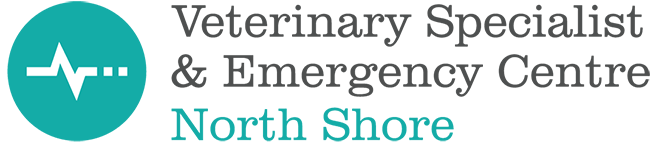 Veterinary Specialist
& Emergency Centre
North Shore